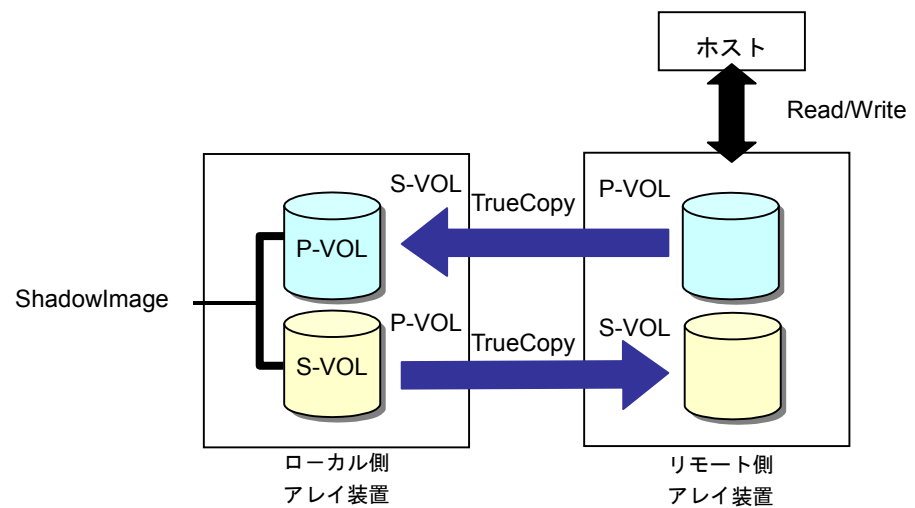 ホスト
Read/Write
S-VOL
TrueCopy
P-VOL
P-VOL
ShadowImage
P-VOL
TrueCopy
S-VOL
S-VOL
ローカル側
アレイ装置
リモート側
アレイ装置